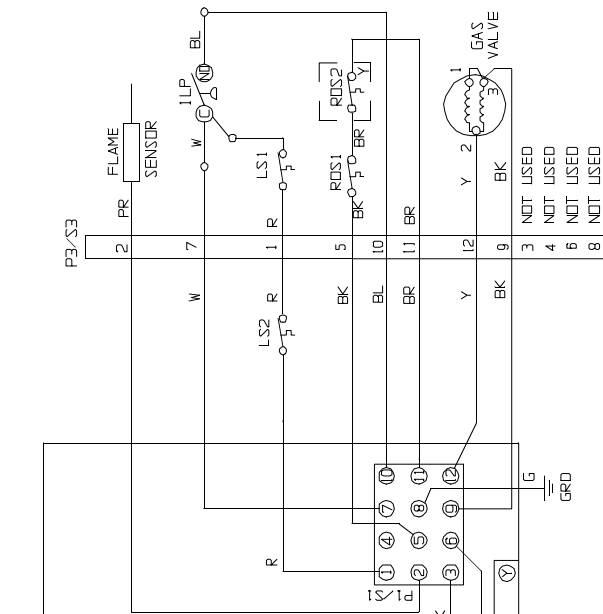 GAS
VALVE
1
3
2
BL
NO
1LP
C
W
FLAME
SENSOR
PR
LS1
R
ROS2
Y
BR
ROS1
BK
BR
Y
BK
P3/S3
2
7
1
5
10
11
12
9
3 NOT USED
4 NOT USED
6 NOT USED
8 NOT USED
W
R
BK
BL
BR
Y
BK
LS2
10
11
12
7
8
9
4
5
6
1
2
3
R
P1/S1
G
GRD
Y